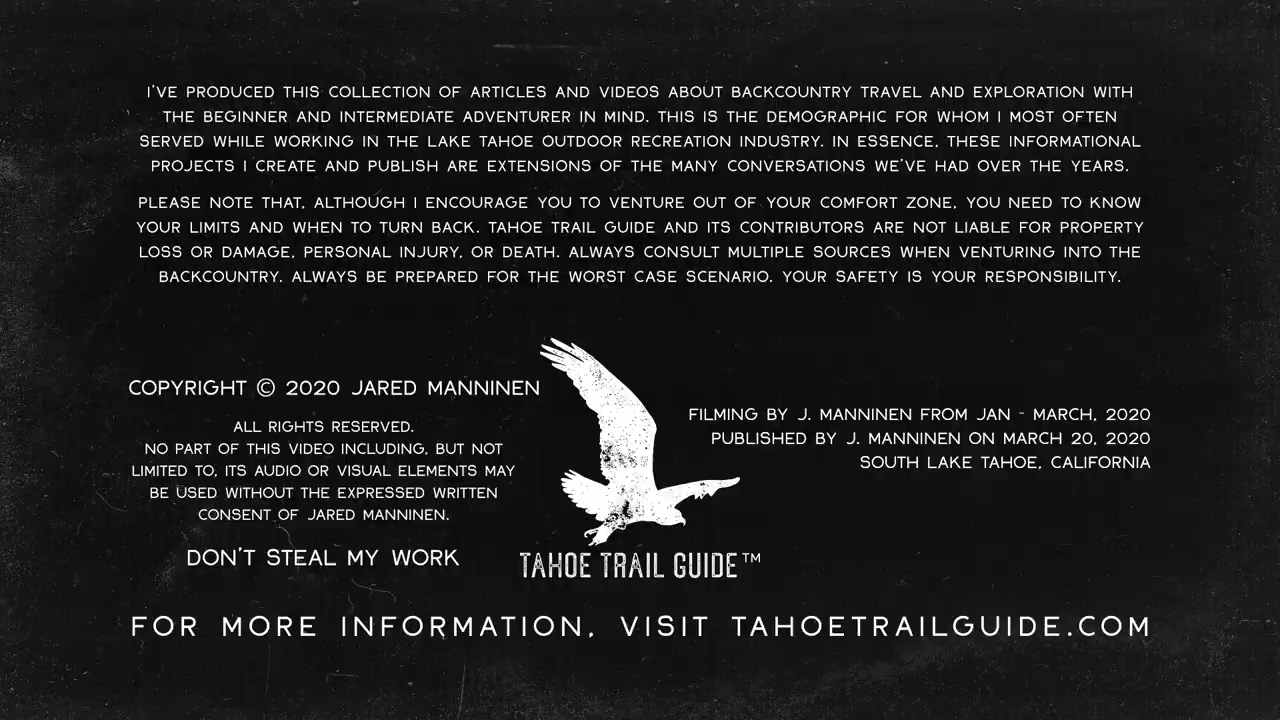 I'VE PRODUCED THIS COLLECTION OF ARTICLES AND VIDEOS ABOUT BACKCOUNTRY TRAVEL AND EXPLORATION WITH
THE BEGINNER AND INTERMEDIATE ADVENTURER IN MIND. THIS IS THE DEMOGRAPHIC FOR WHOM I MOST OFTEN
SERVED WHILE WORKING IN THE LAKE TAHOE OUTDOOR RECREATION INDUSTRY. IN ESSENCE, THESE INFORMATIONAL
PROJECTS I CREATE AND PUBLISH ARE EXTENSIONS OF THE MANY CONVERSATIONS WE'VE HAD OVER THE YEARS.
PLEASE NOTE THAT, ALTHOUGH I ENCOURAGE YOU TO VENTURE OUT OF YOUR COMFORT ZONE, YOU NEED TO KNOW
YOUR LIMITS AND WHEN TO TURN BACK. TAHOE TRAIL GUIDE AND ITS CONTRIBUTORS ARE NOT LIABLE FOR PROPERTY
LOSS OR DAMAGE, PERSONAL INJURY, OR DEATH. ALWAYS CONSULT MULTIPLE SOURCES WHEN VENTURING INTO THE
BACKCOUNTRY. ALWAYS BE PREPARED FOR THE WORST CASE SCENARIO. YOUR SAFETY IS YOUR RESPONSIBILITY.
COPYRIGHT © 2020 JARED MANNINEN
ALL RIGHTS RESERVED.
NO PART OF THIS VIDEO INCLUDING, BUT NOT
LIMITED TO, ITS AUDIO OR VISUAL ELEMENTS MAY
BE USED WITHOUT THE EXPRESSED WRITTEN
CONSENT OF JARED MANNINEN.
DON'T STEAL MY WORK
TAHOE TRAIL GUIDE™
FILMING BY J. MANNINEN FROM JAN - MARCH, 2020
PUBLISHED BY J. MANNINEN ON MARCH 20, 2020
SOUTH LAKE TAHOE, CALIFORNIA
FOR MORE INFORMATION, VISIT TAHOETRAILGUIDE.COM